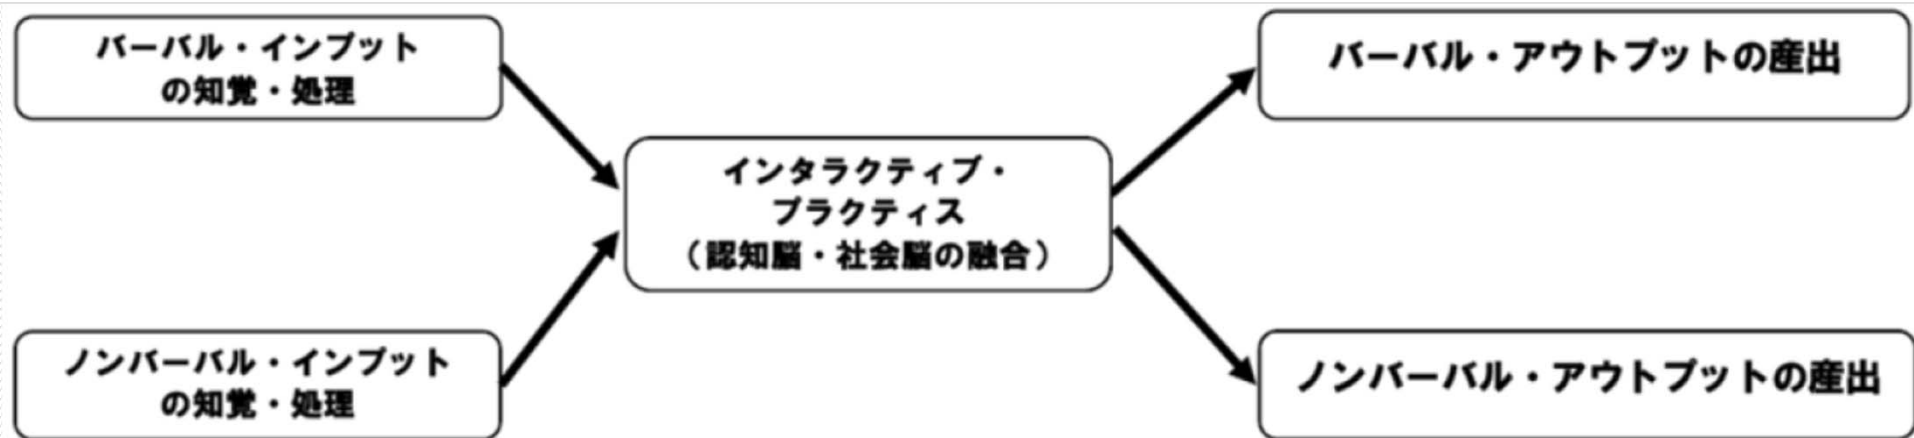 バーバル・インプット
の知覚・処理
バーバル・アウトプットの産出
インタラクティブ・
プラクティス
（認知脳・社会脳の融合）
ノンバーバル・インプット
の知覚・処理
ノンバーバル・アウトプットの産出